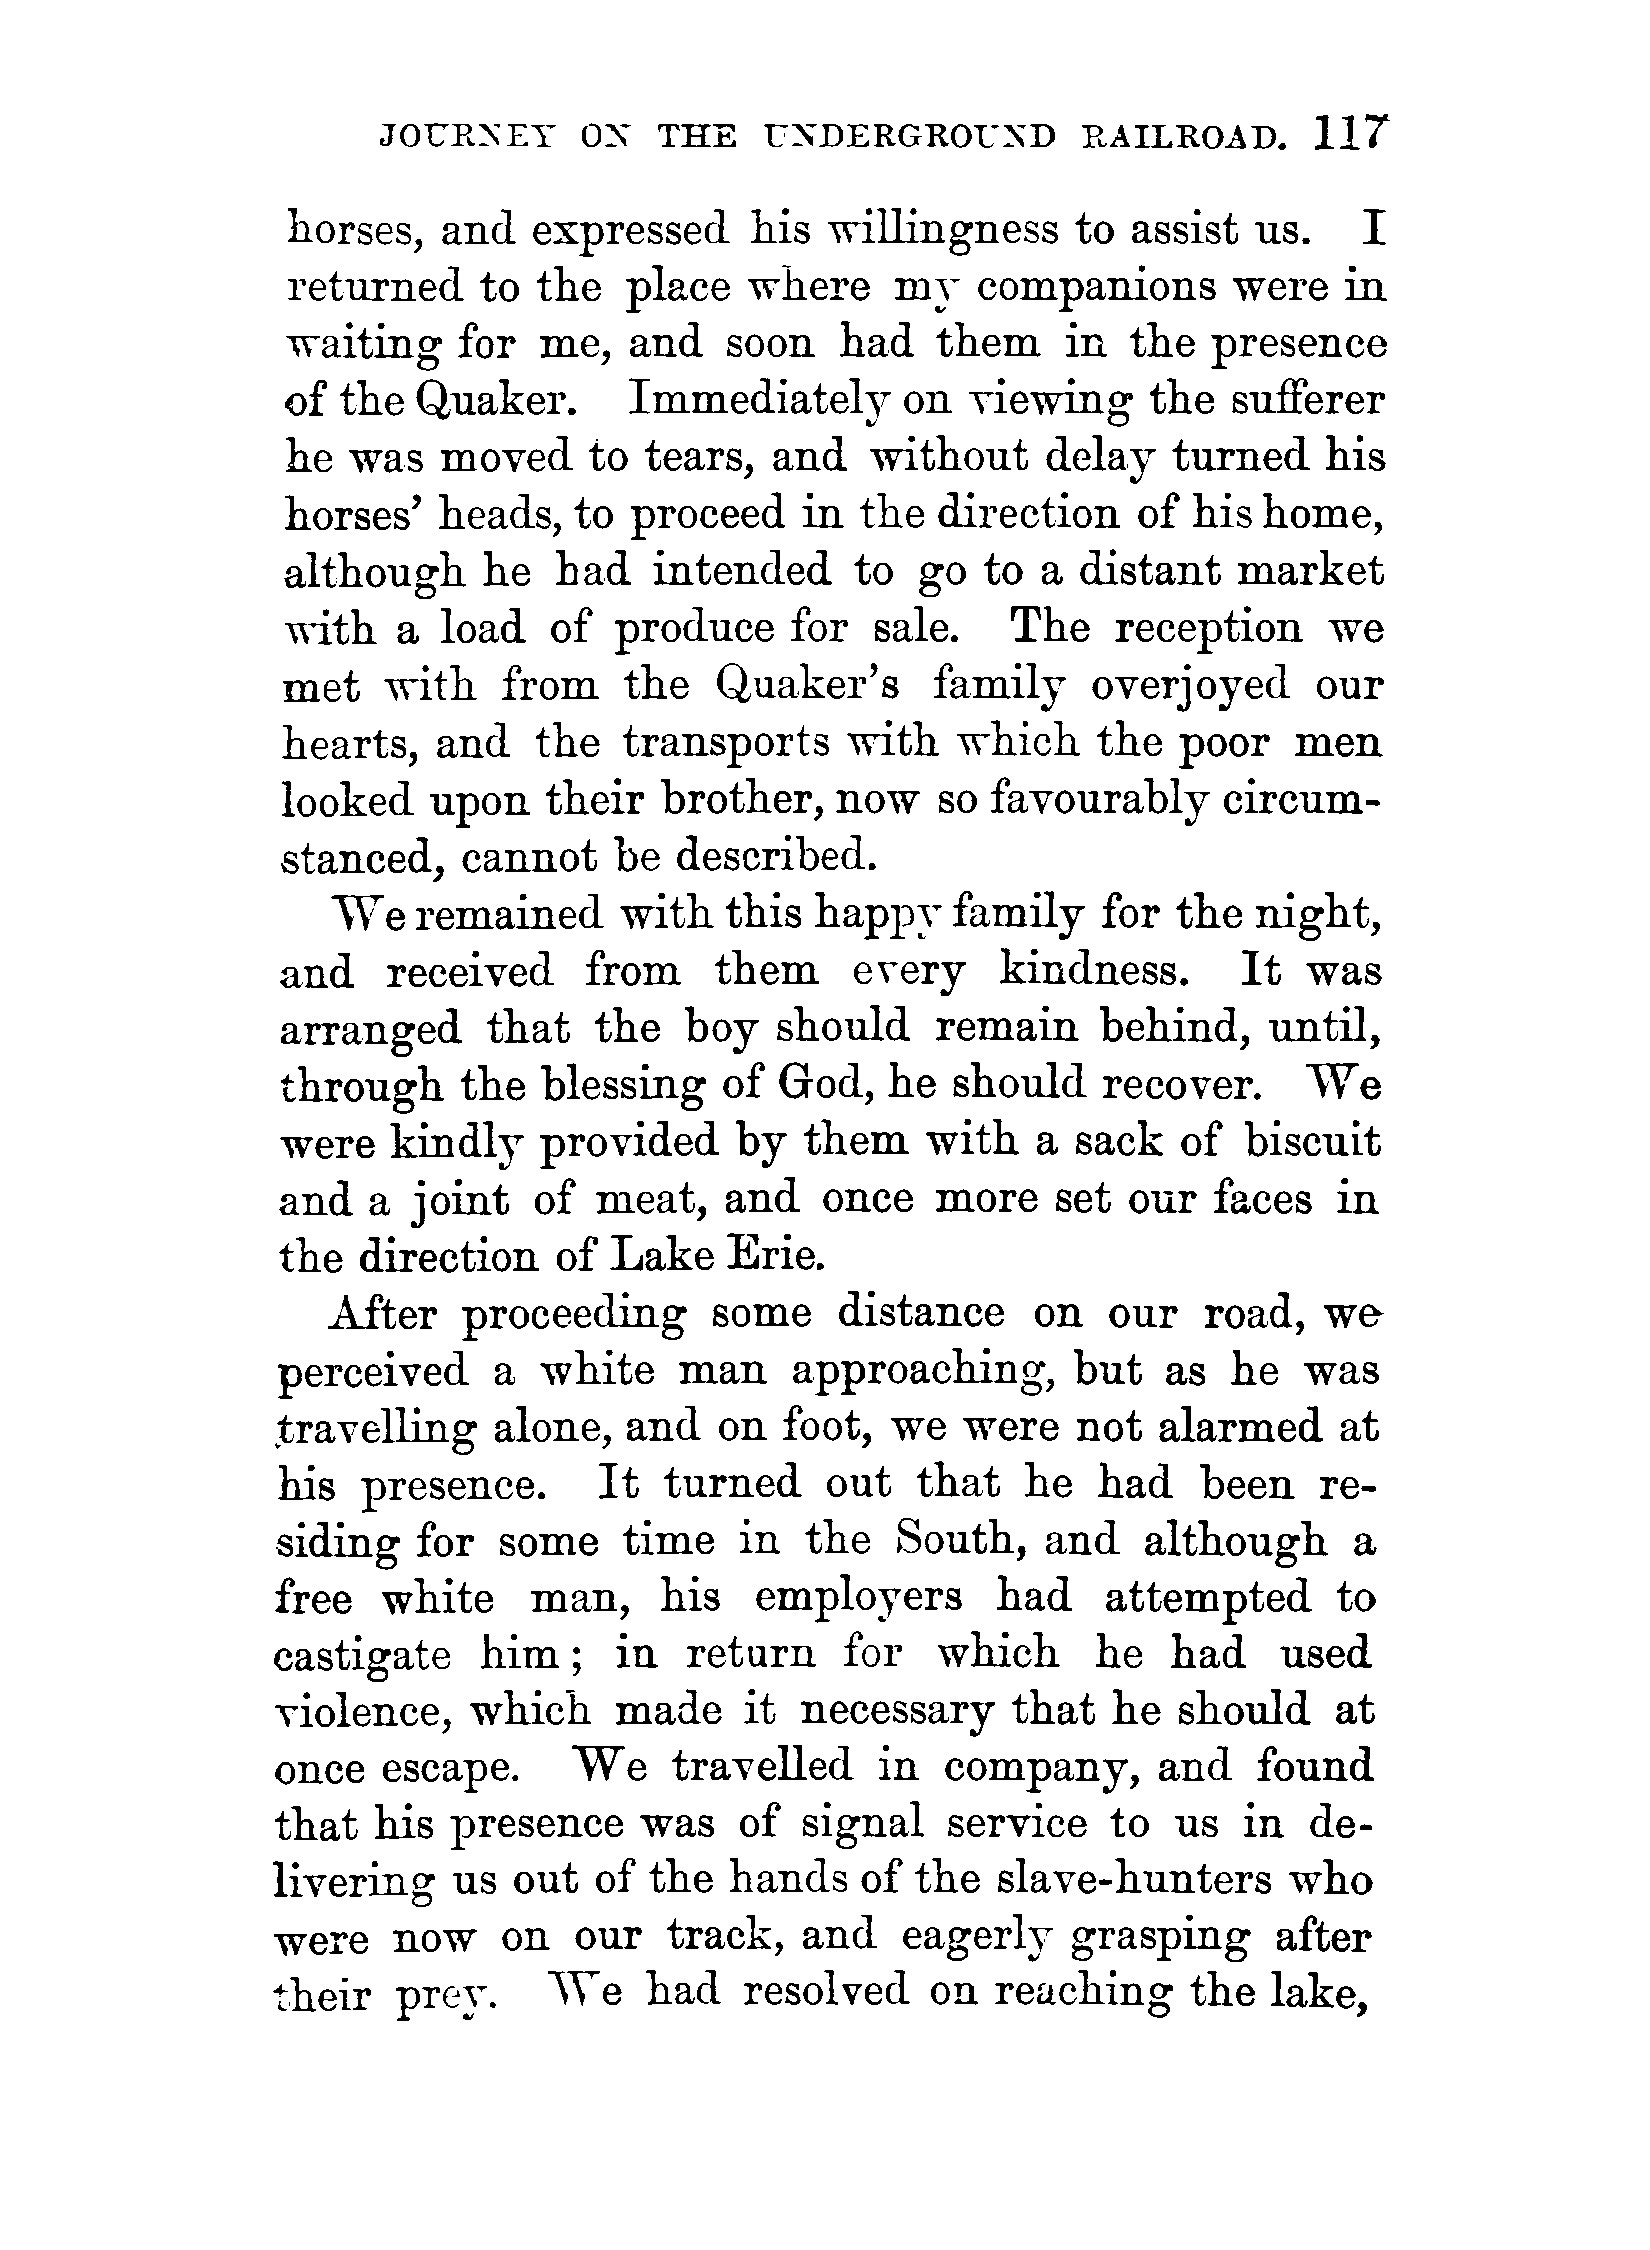 JOURNEY ON THE UNDERGROUND RAILROAD. 117
horses, and expressed his willingness to assist us. I
returned to the place where my companions were in
waiting for me, and soon had them in the presence
of the Quaker. Immediately on viewing the sufferer
he was moved to tears, and without delay turned his
horses' heads, to proceed in the direction of his home,
although he had intended to go to a distant market
with a load of produce for sale. The reception we
met with from the Quaker's family overjoyed our
hearts, and the transports with which the poor men
looked upon their brother, now so favourably circum-
stanced, cannot be described.
We remained with this happy family for the night,
and received from them every kindness. It was
arranged that the boy should remain behind, until,
through the blessing of God, he should recover. We
were kindly provided by them with a sack of biscuit
and a joint of meat, and once more set our faces in
the direction of Lake Erie.
After proceeding some distance on our road, we
perceived a white man approaching, but as he was
travelling alone, and on foot, we were not alarmed at
his presence. It turned out that he had been re-
siding for some time in the South, and although a
free white man, his employers had attempted to
castigate him; in return for which he had used
violence, which made it necessary that he should at
once escape. We travelled in company, and found
that his presence was of signal service to us in de-
livering us out of the hands of the slave-hunters who
were now on our track, and eagerly grasping after
their prey. We had resolved on reaching the lake,